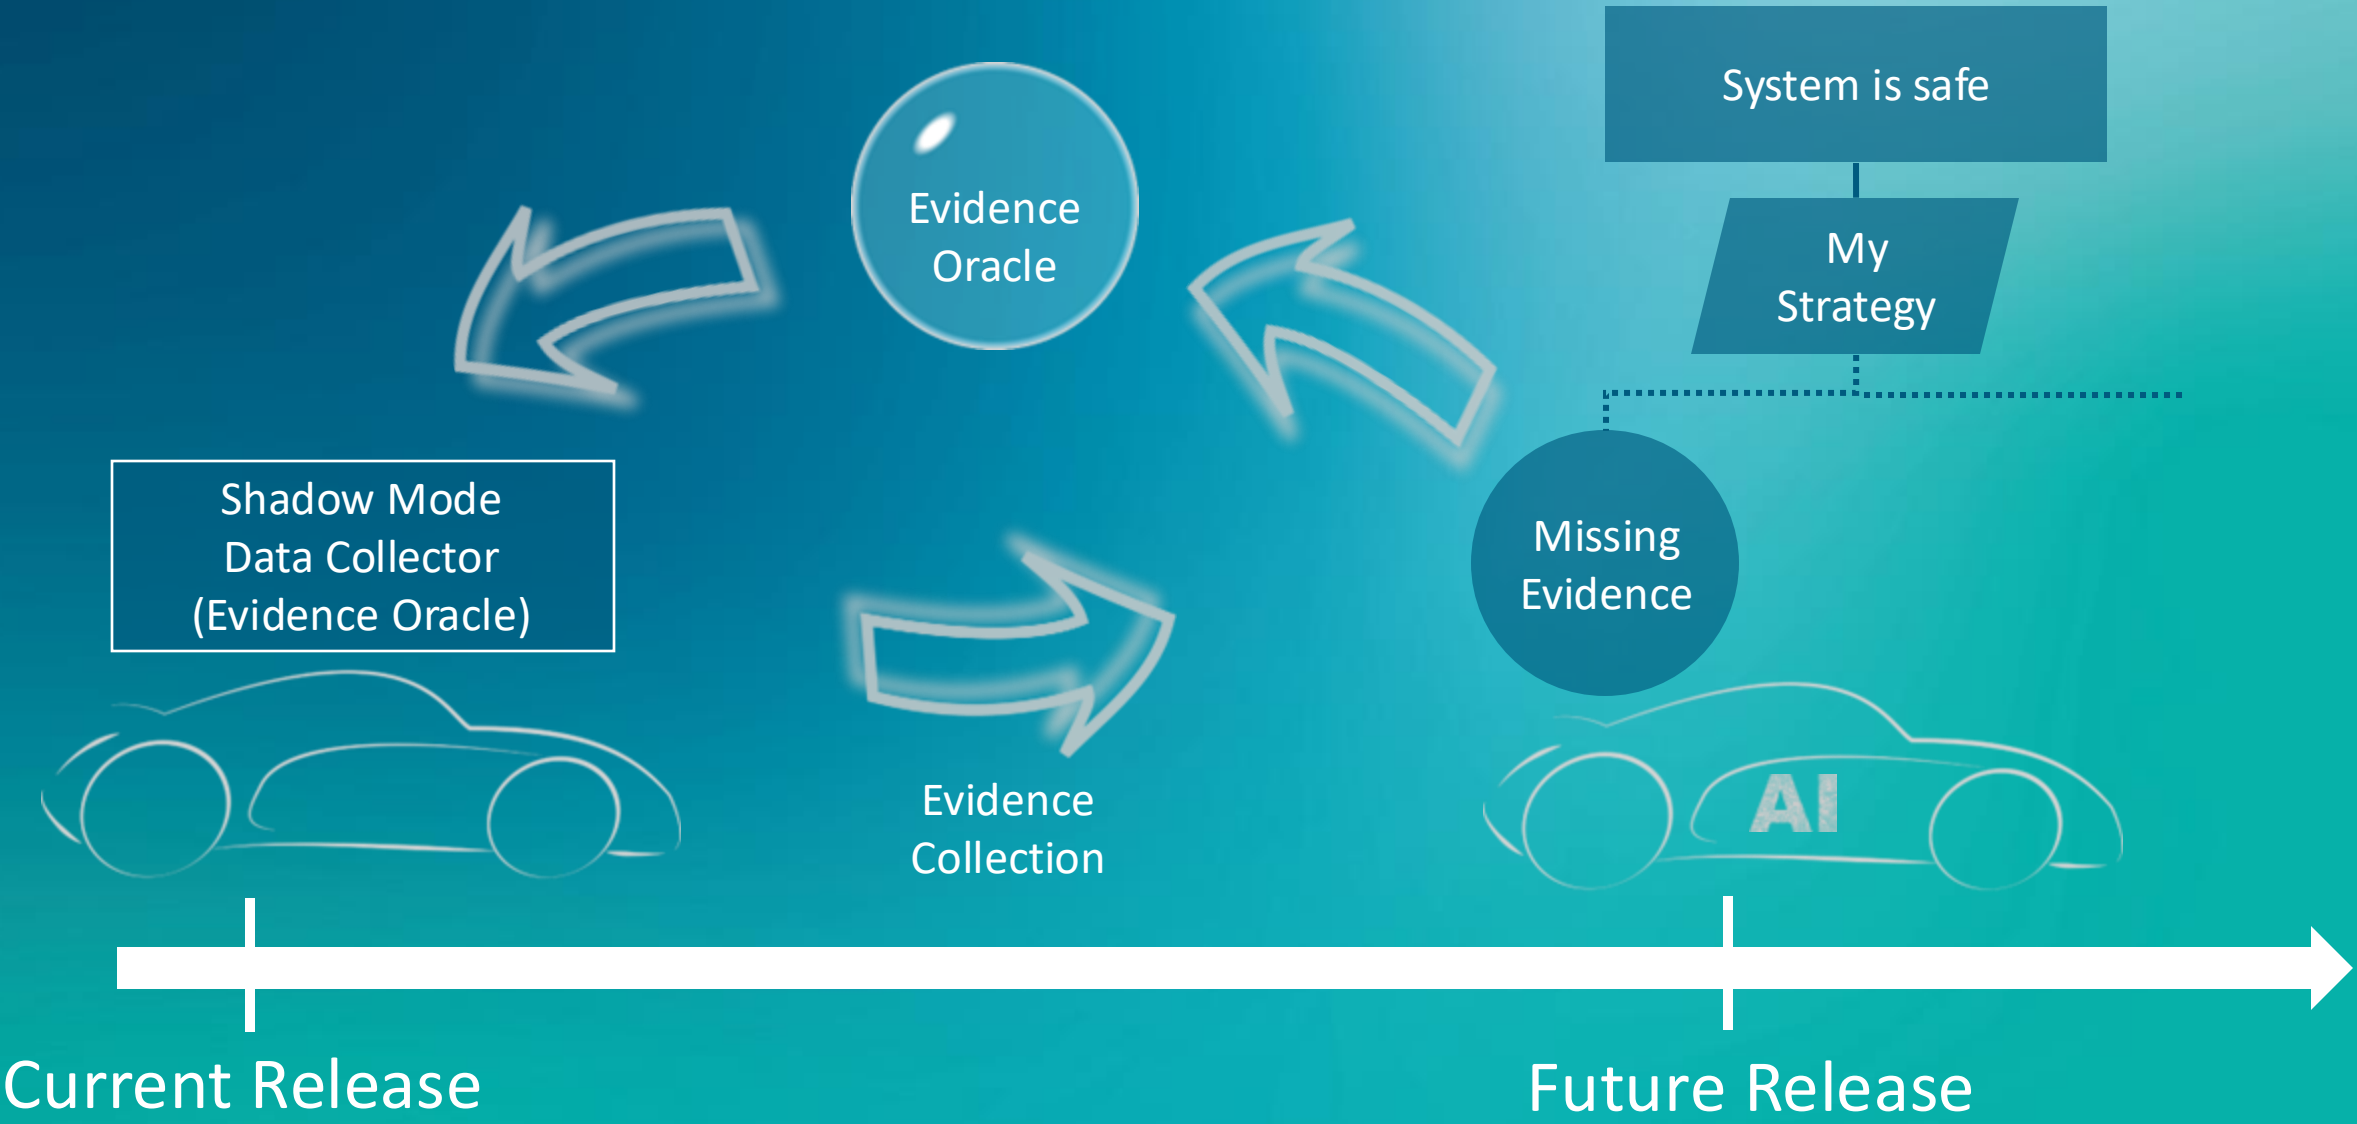 System is safe
My
Strategy
Evidence
Oracle
Shadow Mode
Data Collector
(Evidence Oracle)
Missing
Evidence
AI
Evidence
Collection
Current Release
Future Release